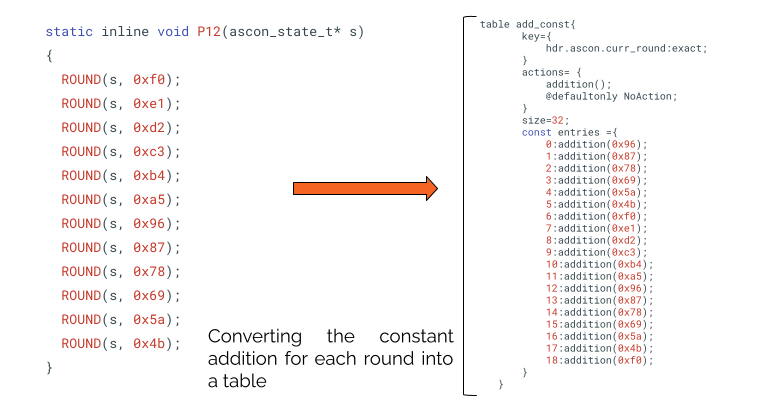 static inline void P12(ascon_state_t* s)
{
ROUND(s, 0xf0);
ROUND(s, 0xe1);
ROUND(s, 0xd2);
ROUND(s, 0xc3);
ROUND(s, 0xb4);
ROUND(s, 0xa5);
ROUND(s, 0x96);
ROUND(s, 0x87);
ROUND(s, 0x78);
ROUND(s, 0x69);
ROUND(s, 0x5a);
ROUND(s, 0x4b);
}
Converting the constant
addition for each round into
a table
table add_const{
key={
hdr.ascon.curr_round:exact;
}
actions= {
addition();
@defaultonly NoAction;
}
size=32;
const entries ={
0:addition(0x96);
1:addition(0x87);
2:addition(0x78);
3:addition(0x69);
4:addition(0x5a);
5:addition(0x4b);
6:addition(0xf0);
7:addition(0xe1);
8:addition(0xd2);
9:addition(0xc3);
10:addition(0xb4);
11:addition(0xa5);
12:addition(0x96);
13:addition(0x87);
14:addition(0x78);
15:addition(0x69);
16:addition(0x5a);
17:addition(0x4b);
18:addition(0xf0);
}
}